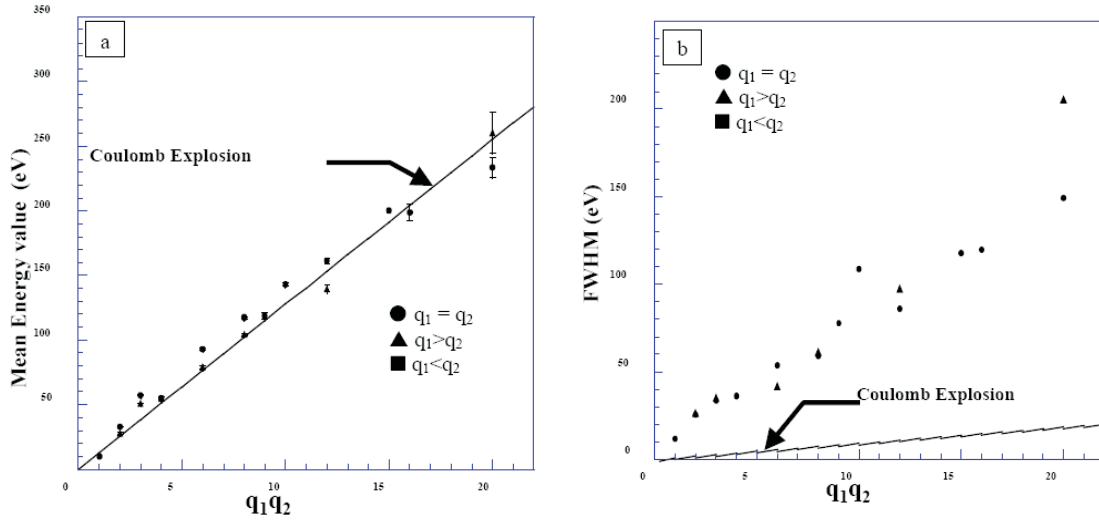 a
350
300
250
200
150
100
50
Mean Energy value (eV)
Coulomb Explosion
q₁ = q₂
q₁>q₂
q₁<q₂
0 5 10 15 20
q₁q₂
b
q₁ = q₂
q₁>q₂
q₁<q₂
200
150
100
50
0
FWHM (eV)
Coulomb Explosion
0 5 10 15 20
q₁q₂